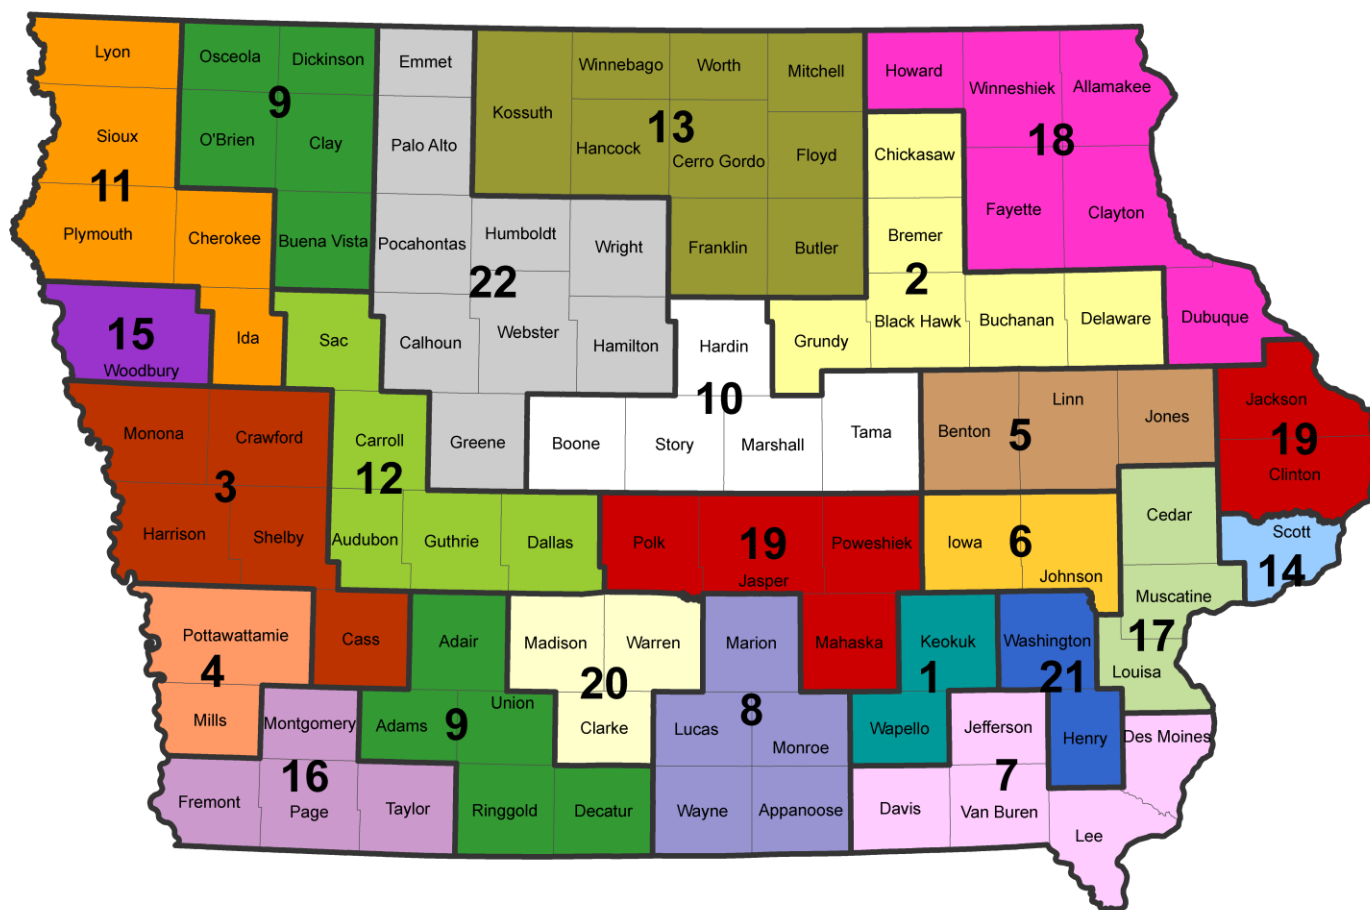 Lyon
Osceola
Dickinson
Emmet
Kossuth
Winnebago
Worth
Mitchell
Howard
Winneshiek
Allamakee
9
13
18
Sioux
O'Brien
Clay
Palo Alto
Hancock
Cerro Gordo
Floyd
Chickasaw
11
Plymouth
Cherokee
Buena Vista
Pocahontas
Humboldt
Wright
Franklin
Butler
Bremer
Fayette
Clayton
22
2
15
Woodbury
Ida
Sac
Calhoun
Webster
Hamilton
Hardin
Grundy
Black Hawk
Buchanan
Delaware
Dubuque
10
Monona
Crawford
Carroll
Greene
Boone
Story
Marshall
Tama
Benton
Linn
Jones
Jackson
5
19
Clinton
3
12
Harrison
Shelby
Audubon
Guthrie
Dallas
Polk
19
Jasper
Poweshiek
Iowa
6
Johnson
Cedar
Scott
14
Muscatine
17
Louisa
Pottawattamie
4
Cass
Adair
Madison
Warren
20
Marion
Mahaska
Keokuk
1
Washington
21
Mills
Montgomery
Adams
9
Union
Clarke
Lucas
8
Monroe
Wapello
Jefferson
Henry
Des Moines
16
7
Fremont
Page
Taylor
Ringgold
Decatur
Wayne
Appanoose
Davis
Van Buren
Lee